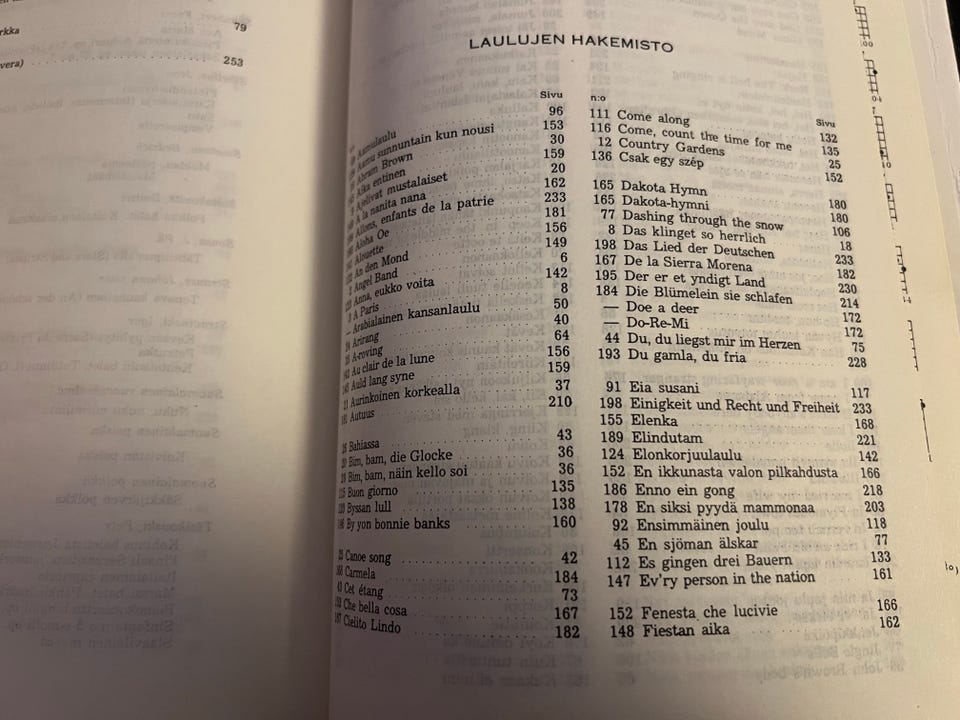 rkka
79
vera)
253
LAULUJEN HAKEMISTO
Sivu
Aamulaulu 96
Aamu sunnuntain kun nousi 153
Abram Brown 30
Aika entinen 159
Ajelivat mustalaiset 20
A la nanita nana 162
Allons, enfants de la patrie 233
Aloha Oe 181
Alouette 156
An den Mond 149
Angel Band 6
Anna, eukko voita 142
A Paris 8
— Arabialainen kansanlaulu 50
Arirang 40
A-roving 64
Au clair de la lune 156
Auld lang syne 159
Aurinkoinen korkealla 37
Autuus 210
Bahiassa 43
Bim, bam, die Glocke 36
Bim, bam, näin kello soi 36
Buon giorno 135
Byssan lull 138
By yon bonnie banks 160
Canoe song 42
Carmela 184
Cet étang 73
Che bella cosa 167
Cielito Lindo 182
n:o Sivu
111 Come along 132
116 Come, count the time for me 135
12 Country Gardens 25
136 Csak egy szép 152
165 Dakota Hymn 180
165 Dakota-hymni 180
77 Dashing through the snow 106
8 Das klinget so herrlich 18
198 Das Lied der Deutschen 233
167 De la Sierra Morena 182
195 Der er et yndigt Land 230
184 Die Blümelein sie schlafen 214
— Doe a deer 172
— Do-Re-Mi 172
44 Du, du liegst mir im Herzen 75
193 Du gamla, du fria 228
91 Eia susani 117
198 Einigkeit und Recht und Freiheit 233
155 Elenka 168
189 Elindutam 221
124 Elonkorjuulaulu 142
152 En ikkunasta valon pilkahdusta 166
186 Enno ein gong 218
178 En siksi pyydä mammonaa 203
92 Ensimmäinen joulu 118
45 En sjöman älskar 77
112 Es gingen drei Bauern 133
147 Ev'ry person in the nation 161
152 Fenesta che lucivie 166
148 Fiestan aika 162